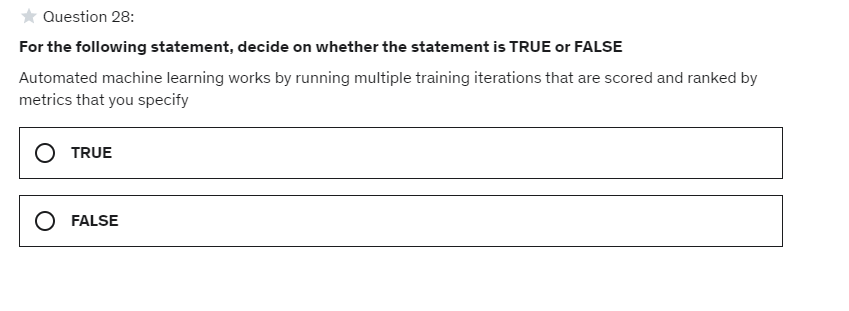 Question 28:
For the following statement, decide on whether the statement is TRUE or FALSE
Automated machine learning works by running multiple training iterations that are scored and ranked by
metrics that you specify
TRUE
FALSE